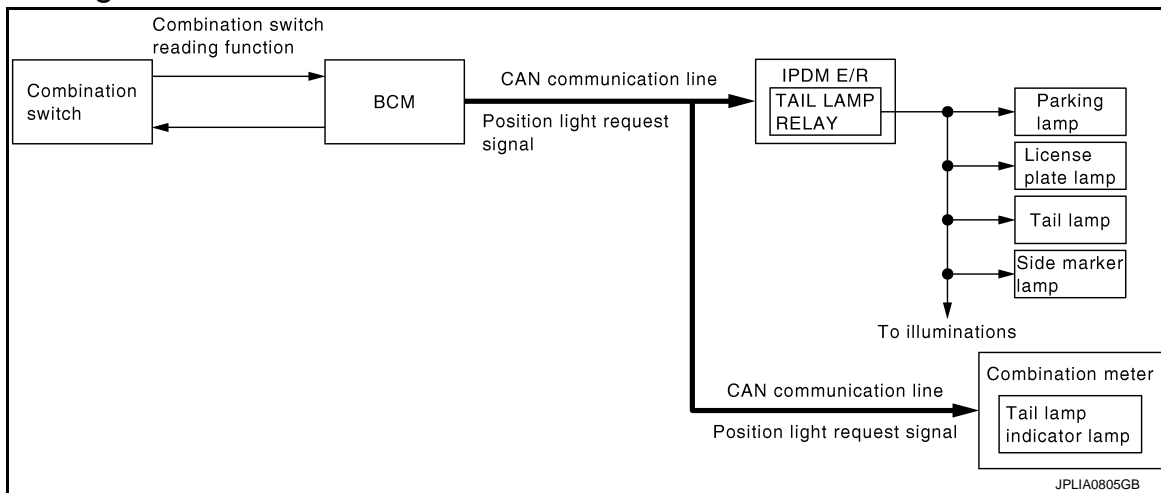 Combination switch
reading function
Combination
switch
BCM
CAN communication line
Position light request
signal
IPDM E/R
TAIL LAMP
RELAY
Parking
lamp
License
plate lamp
Tail lamp
Side marker
lamp
To illuminations
CAN communication line
Position light request signal
Combination meter
Tail lamp
indicator lamp
JPLIA0805GB